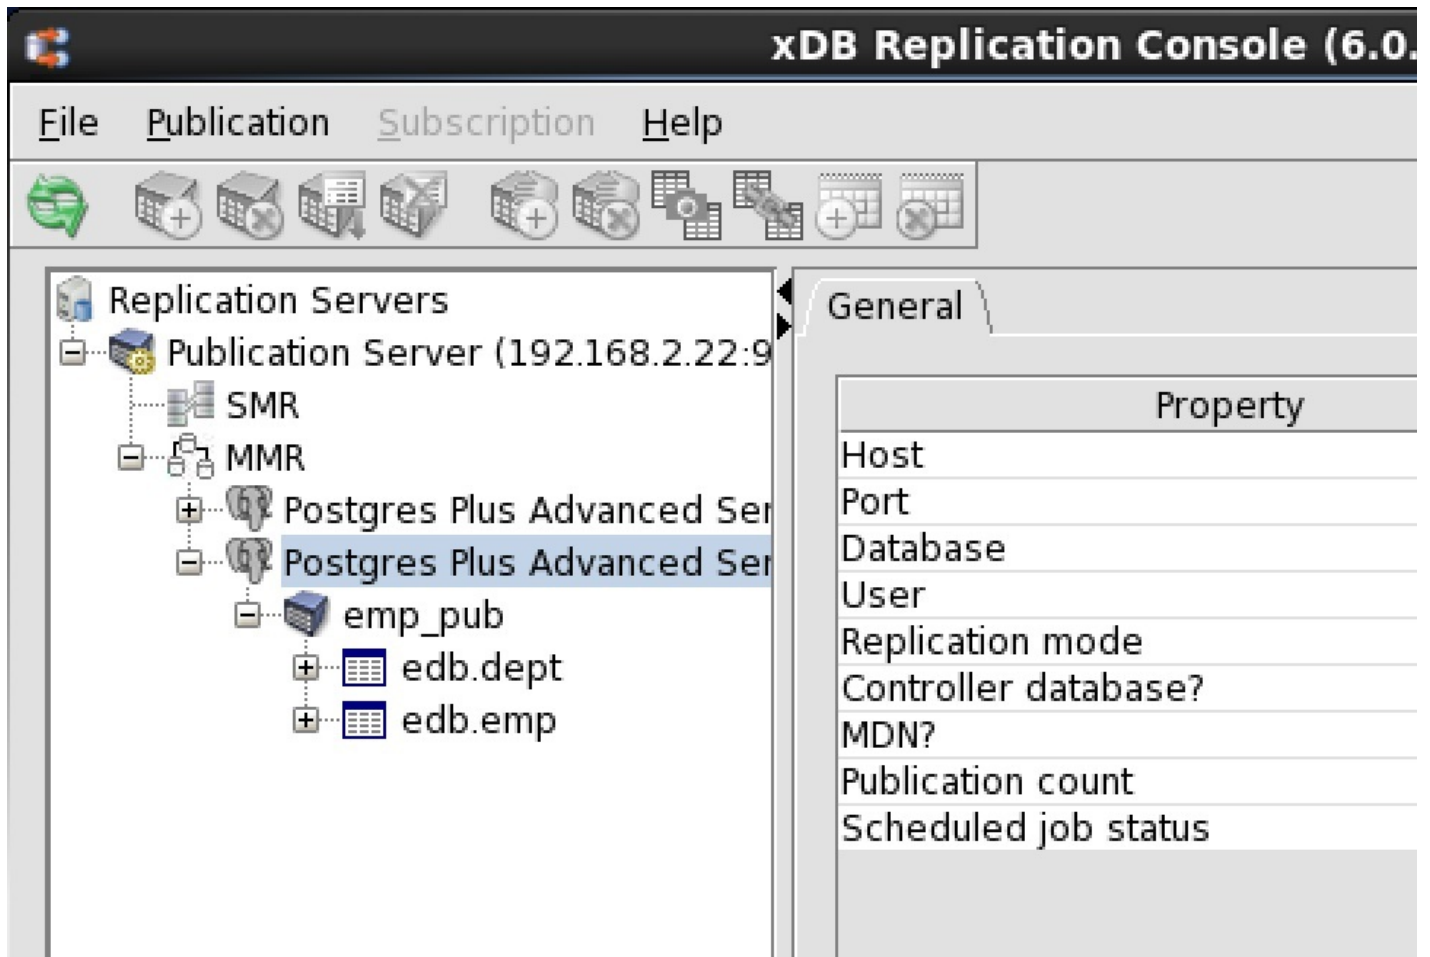 xDB Replication Console (6.0.
File Publication Subscription Help
Replication Servers
Publication Server (192.168.2.22:9
SMR
MMR
Postgres Plus Advanced Ser
Postgres Plus Advanced Ser
emp_pub
edb.dept
edb.emp
General
Property
Host
Port
Database
User
Replication mode
Controller database?
MDN?
Publication count
Scheduled job status